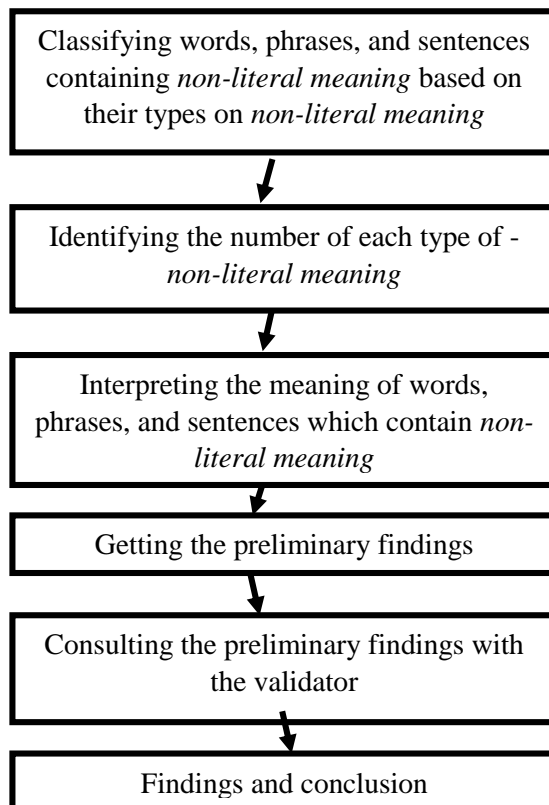 Classifying words, phrases, and sentences
containing non-literal meaning based on
their types on non-literal meaning
Identifying the number of each type of -
non-literal meaning
Interpreting the meaning of words,
phrases, and sentences which contain non-
literal meaning
Getting the preliminary findings
Consulting the preliminary findings with
the validator
Findings and conclusion